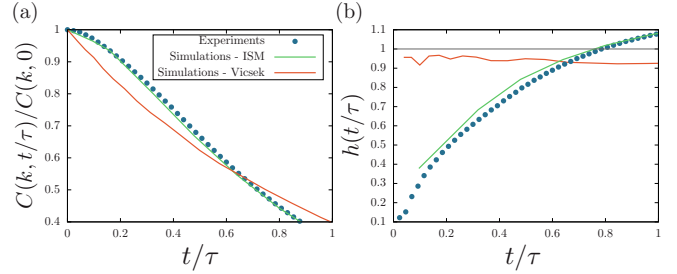 (a)
1
0.9
0.8
0.7
0.6
0.5
0.4
C(k, t/τ)/C(k, 0)
Experiments
Simulations - ISM
Simulations - Vicsek
0 0.2 0.4 0.6 0.8 1
t/τ
(b)
1.1
1
0.9
0.8
0.7
0.6
0.5
0.4
0.3
0.2
0.1
h(t/τ)
0 0.2 0.4 0.6 0.8 1
t/τ